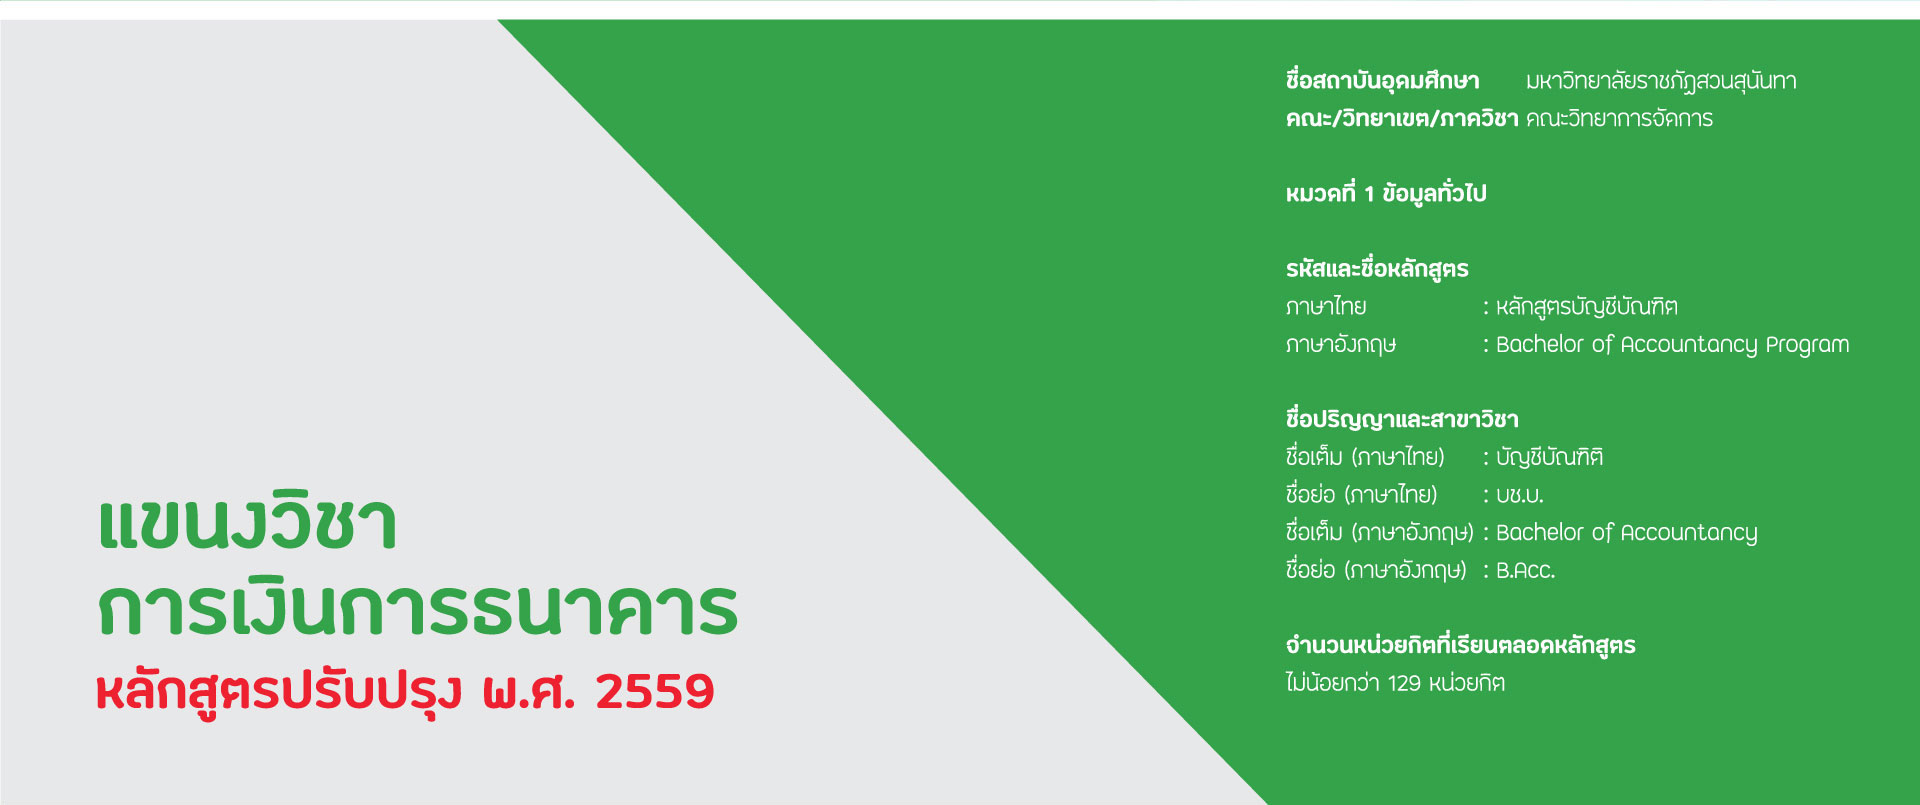 แขนงวิชา
การเงินการธนาคาร
หลักสูตรปรับปรุง พ.ศ. 2559
ชื่อสถาบันอุดมศึกษา มหาวิทยาลัยราชภัฏสวนสุนันทา
คณะ/วิทยาเขต/ภาควิชา คณะวิทยาการจัดการ
หมวดที่ 1 ข้อมูลทั่วไป
รหัสและชื่อหลักสูตร
ภาษาไทย : หลักสูตรบัญชีบัณฑิต
ภาษาอังกฤษ : Bachelor of Accountancy Program
ชื่อปริญญาและสาขาวิชา
ชื่อเต็ม (ภาษาไทย) : บัญชีบัณฑิติ
ชื่อย่อ (ภาษาไทย) : บช.บ.
ชื่อเต็ม (ภาษาอังกฤษ) : Bachelor of Accountancy
ชื่อย่อ (ภาษาอังกฤษ) : B.Acc.
จำนวนหน่วยกิตที่เรียนตลอดหลักสูตร
ไม่น้อยกว่า 129 หน่วยกิต